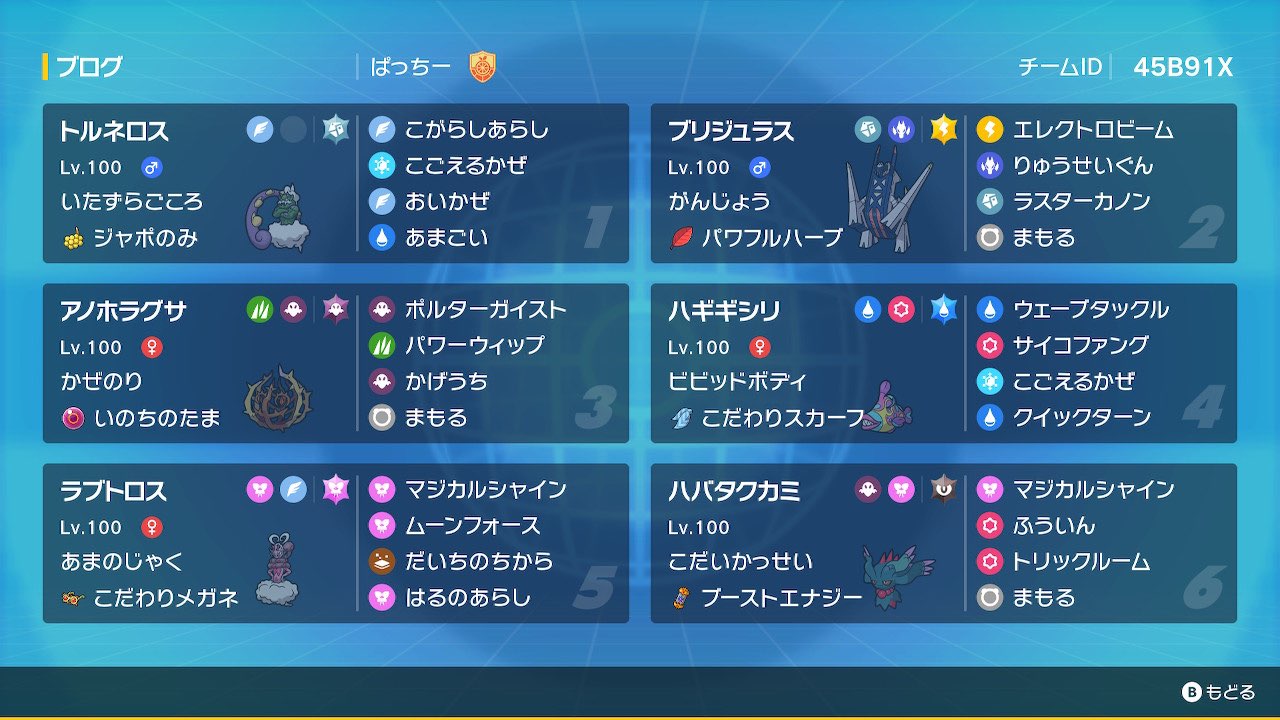 ブログ
ぱっちー
チームID 45B91X
トルネロス
Lv.100
いたずらごころ
ジャポのみ
こがらしあらし
こごえるかぜ
おいかぜ
あまごい
1
ブリジュラス
Lv.100
がんじょう
パワフルハーブ
エレクトロビーム
りゅうせいぐん
ラスターカノン
まもる
2
アノホラグサ
Lv.100
かぜのり
いのちのたま
ポルターガイスト
パワーウィップ
かげうち
まもる
3
ハギギシリ
Lv.100
ビビッドボディ
こだわりスカーフ
ウェーブタックル
サイコファング
こごえるかぜ
クイックターン
4
ラブトロス
Lv.100
あまのじゃく
こだわりメガネ
マジカルシャイン
ムーンフォース
だいちのちから
はるのあらし
5
ハバタクカミ
Lv.100
こだいかっせい
ブーストエナジー
マジカルシャイン
ふういん
トリックルーム
まもる
6
B もどる